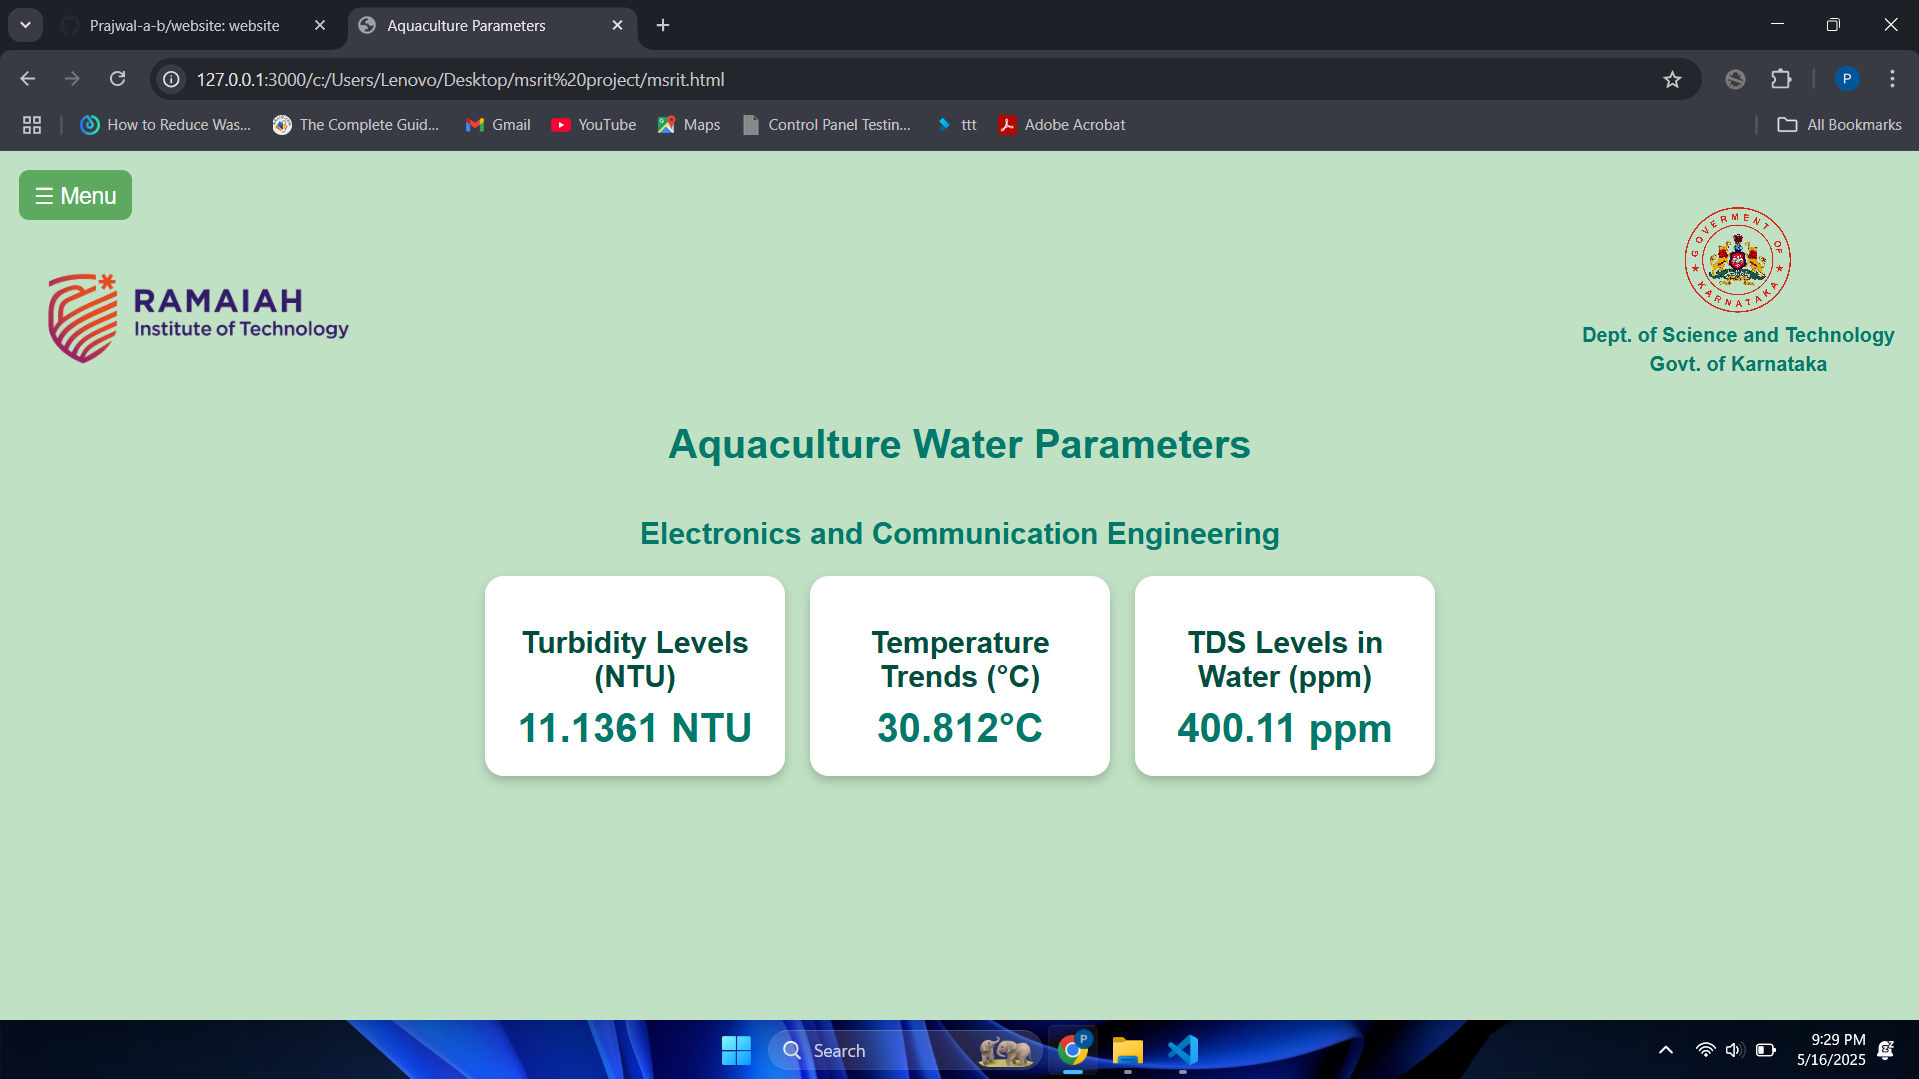 Prajwal-a-b/website: website
Aquaculture Parameters
127.0.0.1:3000/c:/Users/Lenovo/Desktop/msrit%20project/msrit.html
P
How to Reduce Was...
The Complete Guid...
Gmail
YouTube
Maps
Control Panel Testin...
ttt
Adobe Acrobat
All Bookmarks
☰ Menu
GOVERMENT OF
KARNATAKA
RAMAIAH
Institute of Technology
Dept. of Science and Technology
Govt. of Karnataka
Aquaculture Water Parameters
Electronics and Communication Engineering
Turbidity Levels
(NTU)
11.1361 NTU
Temperature
Trends (°C)
30.812°C
TDS Levels in
Water (ppm)
400.11 ppm
Search
P
9:29 PM
5/16/2025